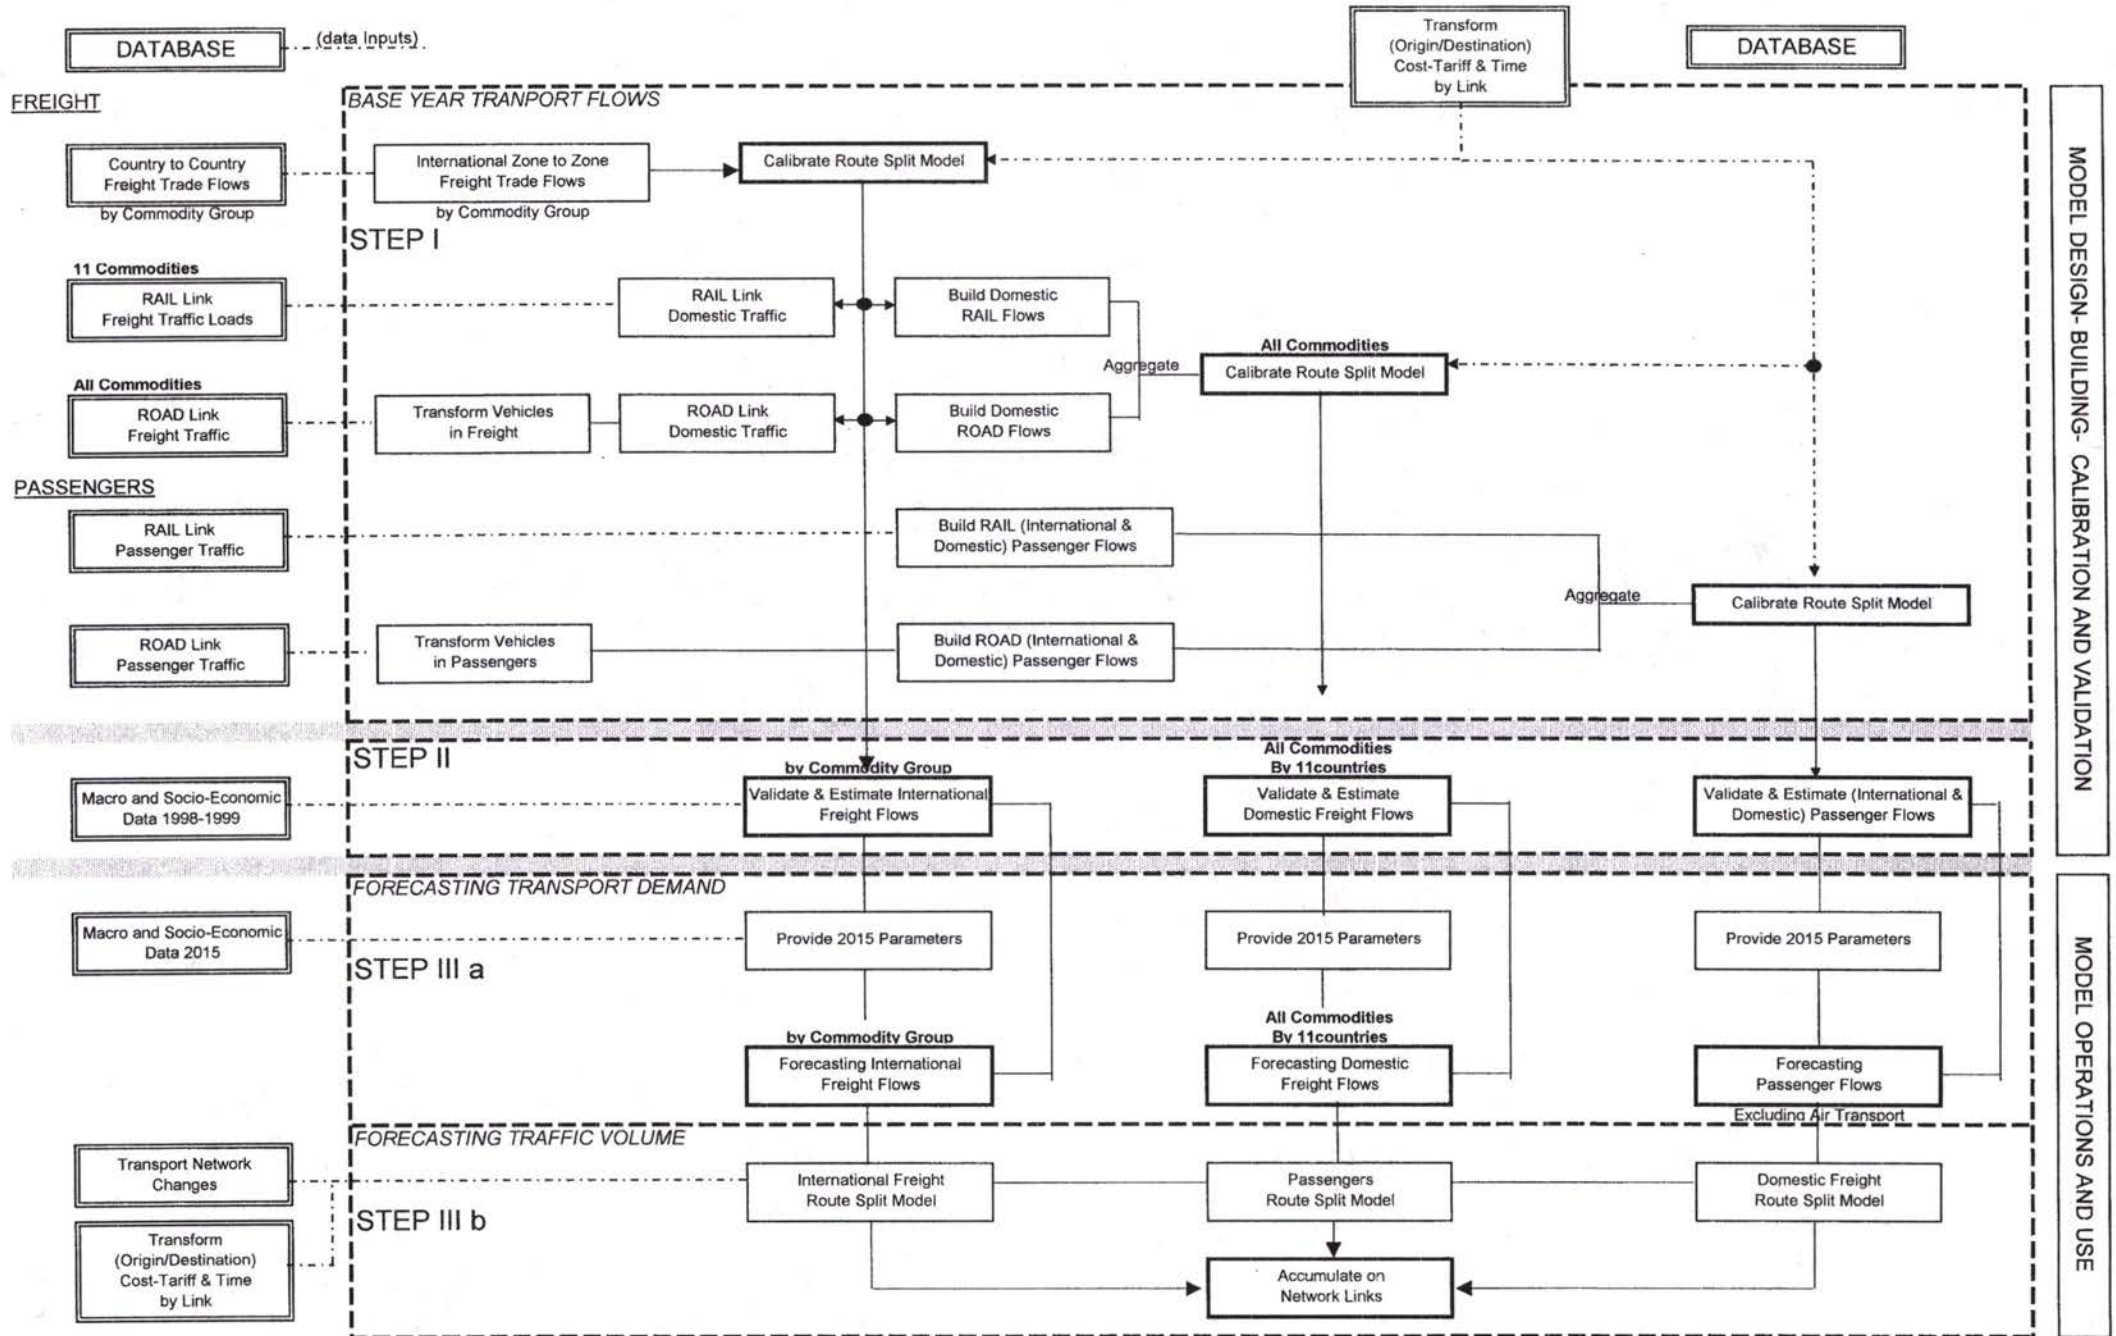 DATABASE
(data Inputs)
Transform
(Origin/Destination)
Cost-Tariff & Time
by Link
DATABASE
FREIGHT
BASE YEAR TRANPORT FLOWS
Country to Country
Freight Trade Flows
by Commodity Group
International Zone to Zone
Freight Trade Flows
by Commodity Group
Calibrate Route Split Model
STEP I
11 Commodities
RAIL Link
Freight Traffic Loads
RAIL Link
Domestic Traffic
Build Domestic
RAIL Flows
Aggregate
All Commodities
Calibrate Route Split Model
All Commodities
ROAD Link
Freight Traffic
Transform Vehicles
in Freight
ROAD Link
Domestic Traffic
Build Domestic
ROAD Flows
PASSENGERS
RAIL Link
Passenger Traffic
Build RAIL (International &
Domestic) Passenger Flows
Aggregate
Calibrate Route Split Model
ROAD Link
Passenger Traffic
Transform Vehicles
in Passengers
Build ROAD (International &
Domestic) Passenger Flows
MODEL DESIGN- BUILDING- CALIBRATION AND VALIDATION
STEP II
Macro and Socio-Economic
Data 1998-1999
by Commodity Group
Validate & Estimate International
Freight Flows
All Commodities
By 11countries
Validate & Estimate
Domestic Freight Flows
Validate & Estimate (International &
Domestic) Passenger Flows
FORECASTING TRANSPORT DEMAND
Macro and Socio-Economic
Data 2015
Provide 2015 Parameters
Provide 2015 Parameters
Provide 2015 Parameters
STEP III a
by Commodity Group
Forecasting International
Freight Flows
All Commodities
By 11countries
Forecasting Domestic
Freight Flows
Forecasting
Passenger Flows
Excluding Air Transport
FORECASTING TRAFFIC VOLUME
Transport Network
Changes
International Freight
Route Split Model
Passengers
Route Split Model
Domestic Freight
Route Split Model
STEP III b
Transform
(Origin/Destination)
Cost-Tariff & Time
by Link
Accumulate on
Network Links
MODEL OPERATIONS AND USE